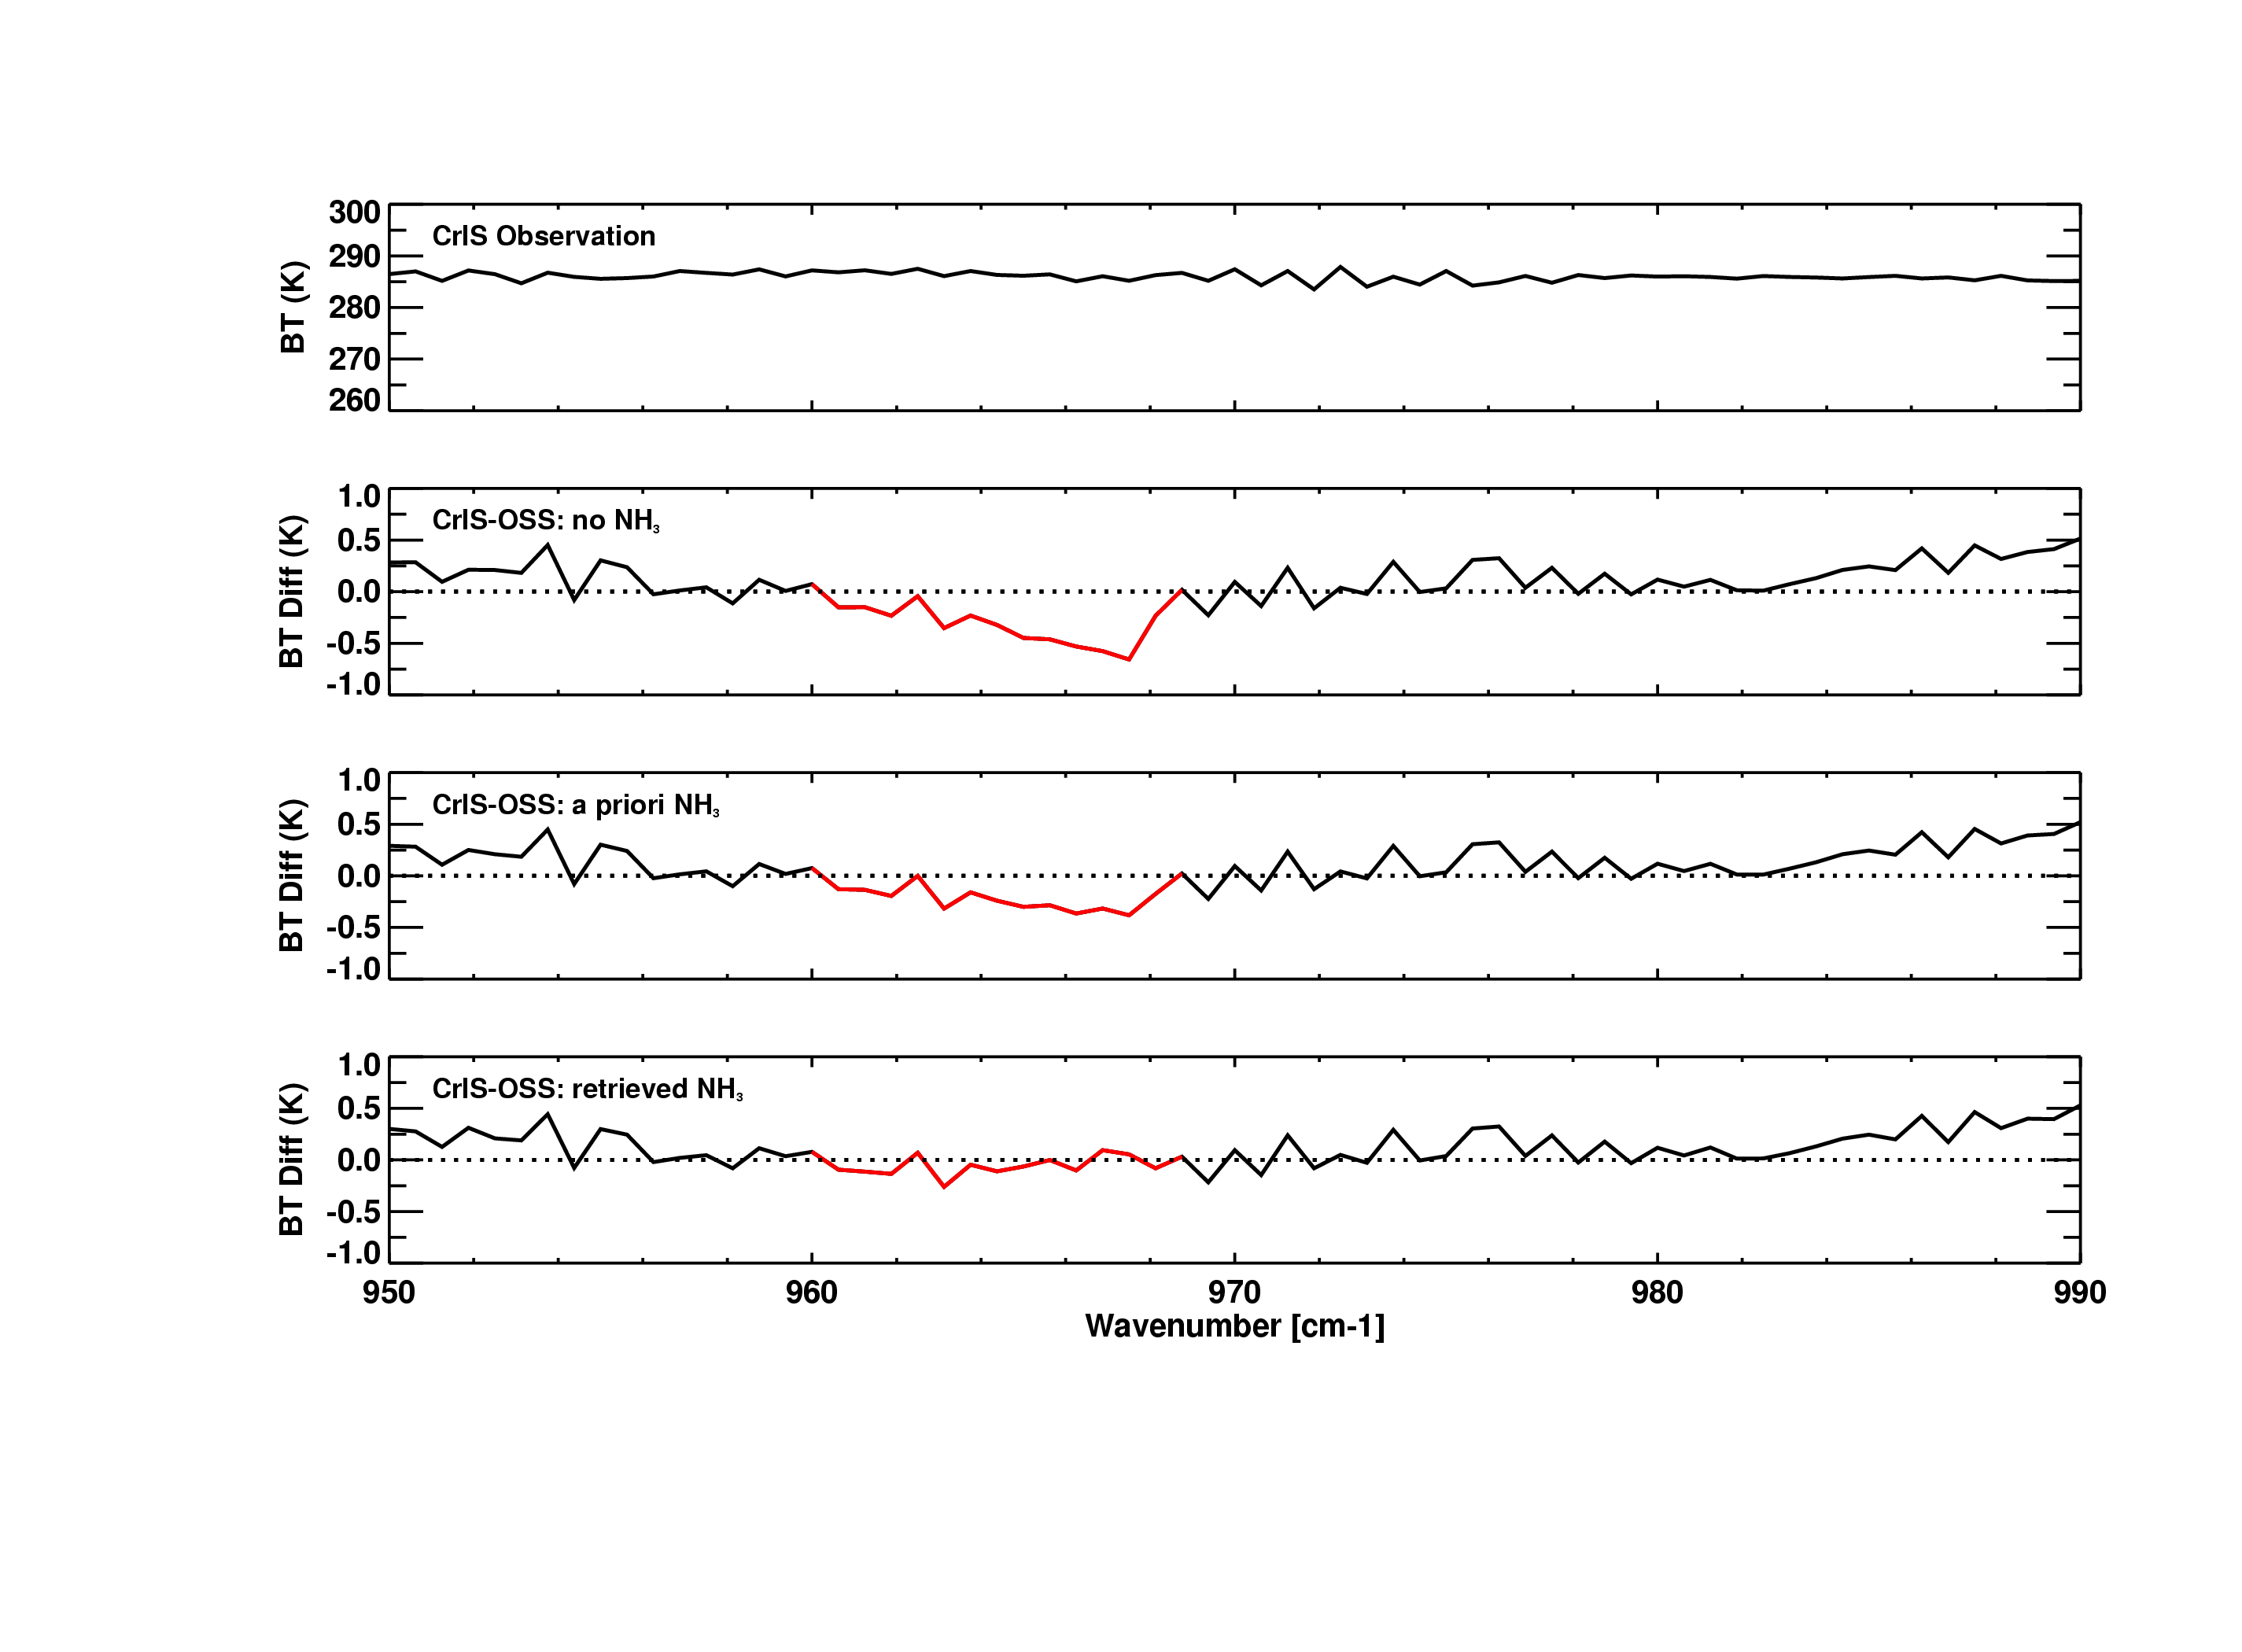 300
CrIS Observation
290
280
270
260
BT (K)
1.0
CrIS-OSS: no NH₃
0.5
0.0
-0.5
-1.0
BT Diff (K)
1.0
CrIS-OSS: a priori NH₃
0.5
0.0
-0.5
-1.0
BT Diff (K)
1.0
CrIS-OSS: retrieved NH₃
0.5
0.0
-0.5
-1.0
BT Diff (K)
950 960 970 980 990
Wavenumber [cm-1]